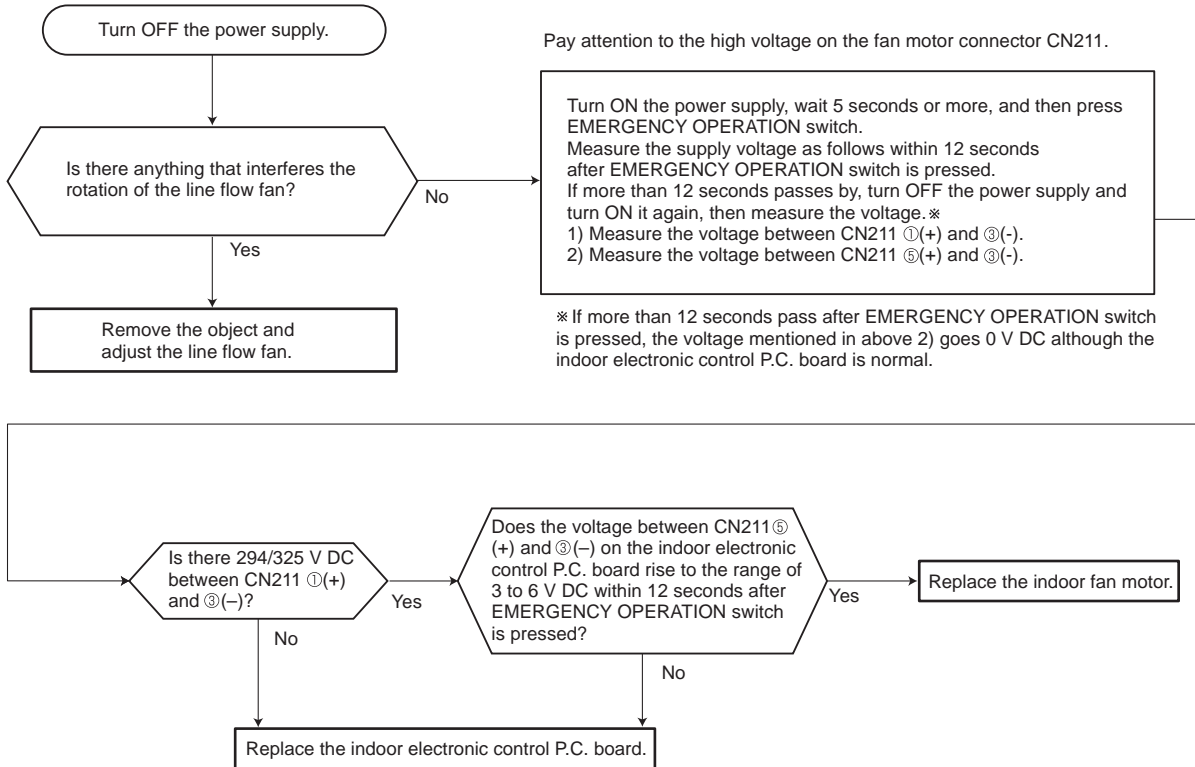 Turn OFF the power supply.
Is there anything that interferes the
rotation of the line flow fan?
No
Yes
Remove the object and
adjust the line flow fan.
Pay attention to the high voltage on the fan motor connector CN211.
Turn ON the power supply, wait 5 seconds or more, and then press
EMERGENCY OPERATION switch.
Measure the supply voltage as follows within 12 seconds
after EMERGENCY OPERATION switch is pressed.
If more than 12 seconds passes by, turn OFF the power supply and
turn ON it again, then measure the voltage.※
1) Measure the voltage between CN211 ①(+) and ③(-).
2) Measure the voltage between CN211 ⑤(+) and ③(-).
※ If more than 12 seconds pass after EMERGENCY OPERATION switch
is pressed, the voltage mentioned in above 2) goes 0 V DC although the
indoor electronic control P.C. board is normal.
Is there 294/325 V DC
between CN211 ①(+)
and ③(–)?
Yes
No
Does the voltage between CN211⑤
(+) and ③(–) on the indoor electronic
control P.C. board rise to the range of
3 to 6 V DC within 12 seconds after
EMERGENCY OPERATION switch
is pressed?
Yes
No
Replace the indoor fan motor.
Replace the indoor electronic control P.C. board.